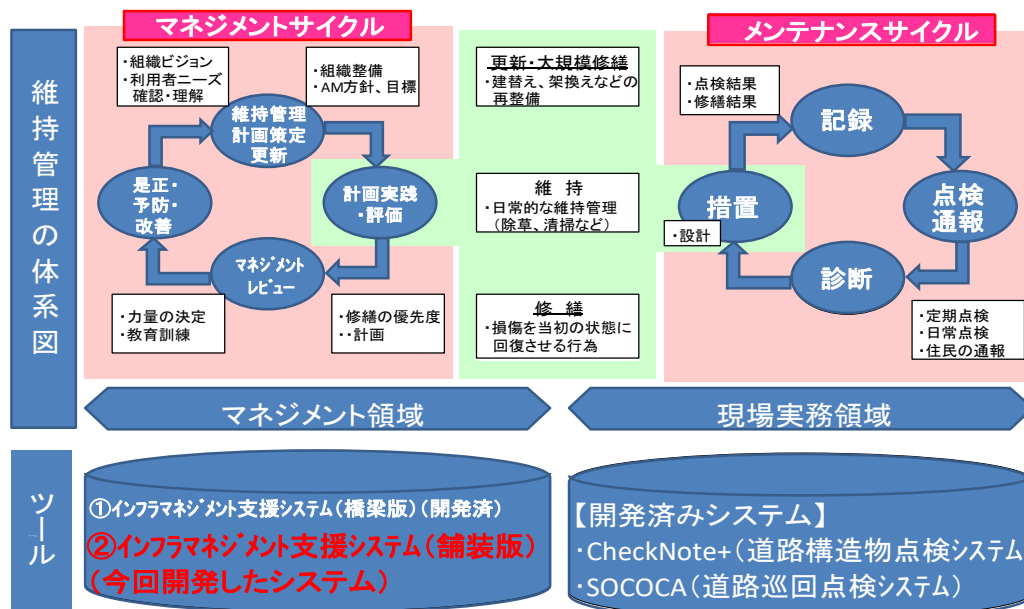 マネジメントサイクル
メンテナンスサイクル
維持管理の体系図
・組織ビジョン
・利用者ニーズ
確認・理解
・組織整備
・AM方針、目標
維持管理
計画策定
更新
計画実践
・評価
マネジメント
レビュー
是正・
予防・
改善
・力量の決定
・教育訓練
・修繕の優先度
・・計画
更新・大規模修繕
・建替え、架換えなどの
再整備
維 持
・日常的な維持管理
（除草、清掃など）
修 繕
・損傷を当初の状態に
回復させる行為
・点検結果
・修繕結果
記録
点検
通報
診断
措置
・設計
・定期点検
・日常点検
・住民の通報
マネジメント領域
現場実務領域
ツール
①インフラマネジメント支援システム（橋梁版）（開発済）
②インフラマネジメント支援システム（舗装版）
（今回開発したシステム）
【開発済みシステム】
・CheckNote+（道路構造物点検システム
・SOCOCA（道路巡回点検システム）